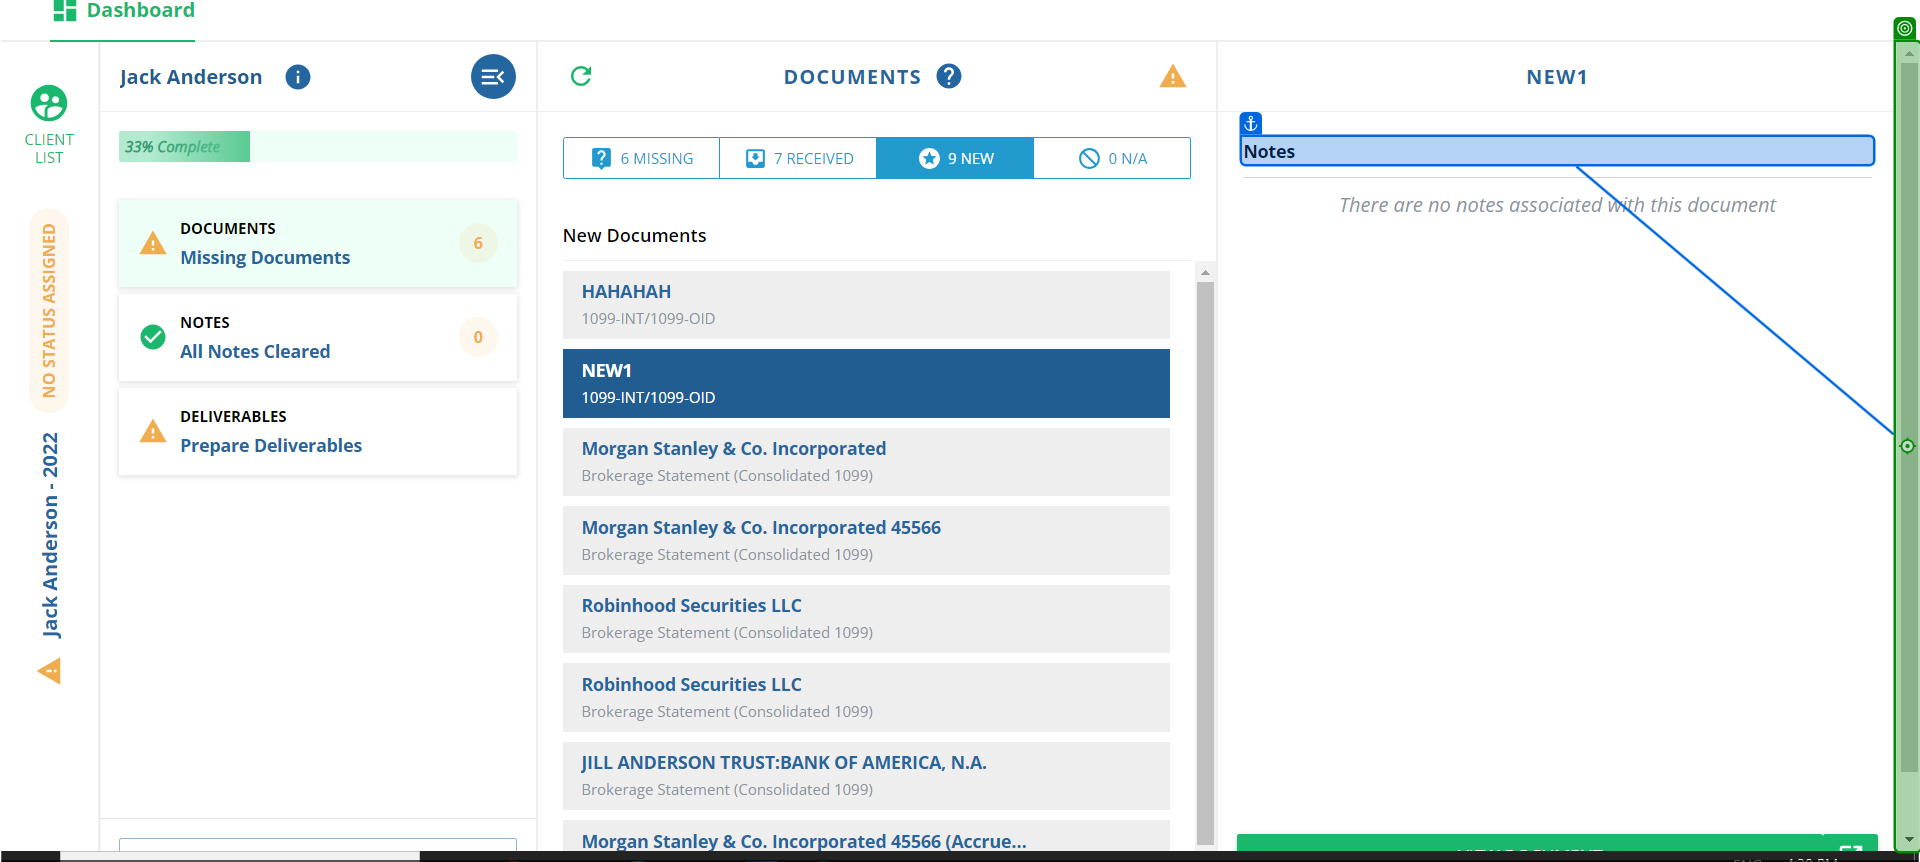 Dashboard
Jack Anderson
DOCUMENTS
NEW1
CLIENT
LIST
33% Complete
6 MISSING
7 RECEIVED
9 NEW
0 N/A
Notes
There are no notes associated with this document
NO STATUS ASSIGNED
Jack Anderson - 2022
DOCUMENTS
Missing Documents
6
NOTES
All Notes Cleared
0
DELIVERABLES
Prepare Deliverables
New Documents
HAHAHAH
1099-INT/1099-OID
NEW1
1099-INT/1099-OID
Morgan Stanley & Co. Incorporated
Brokerage Statement (Consolidated 1099)
Morgan Stanley & Co. Incorporated 45566
Brokerage Statement (Consolidated 1099)
Robinhood Securities LLC
Brokerage Statement (Consolidated 1099)
Robinhood Securities LLC
Brokerage Statement (Consolidated 1099)
JILL ANDERSON TRUST:BANK OF AMERICA, N.A.
Brokerage Statement (Consolidated 1099)
Morgan Stanley & Co. Incorporated 45566 (Accrue...